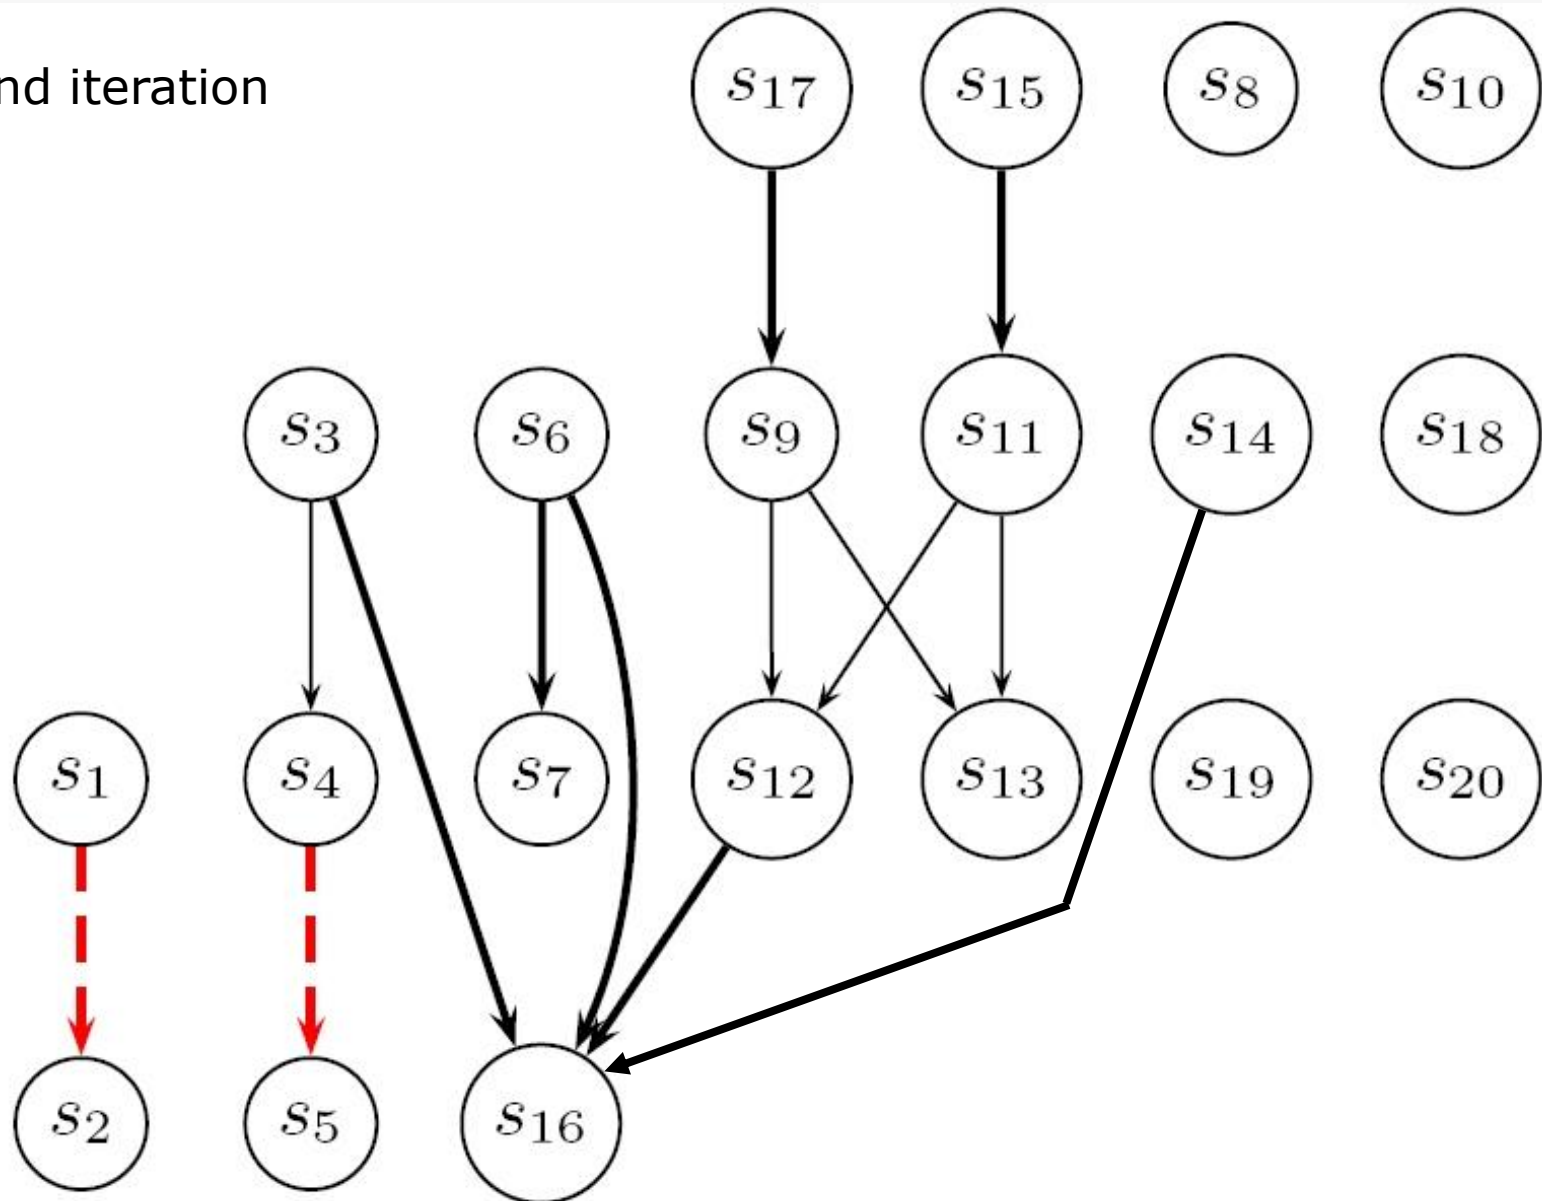 nd iteration
s17 s15 s8 s10
s3 s6 s9 s11 s14 s18
s1 s4 s7 s12 s13 s19 s20
s2 s5 s16